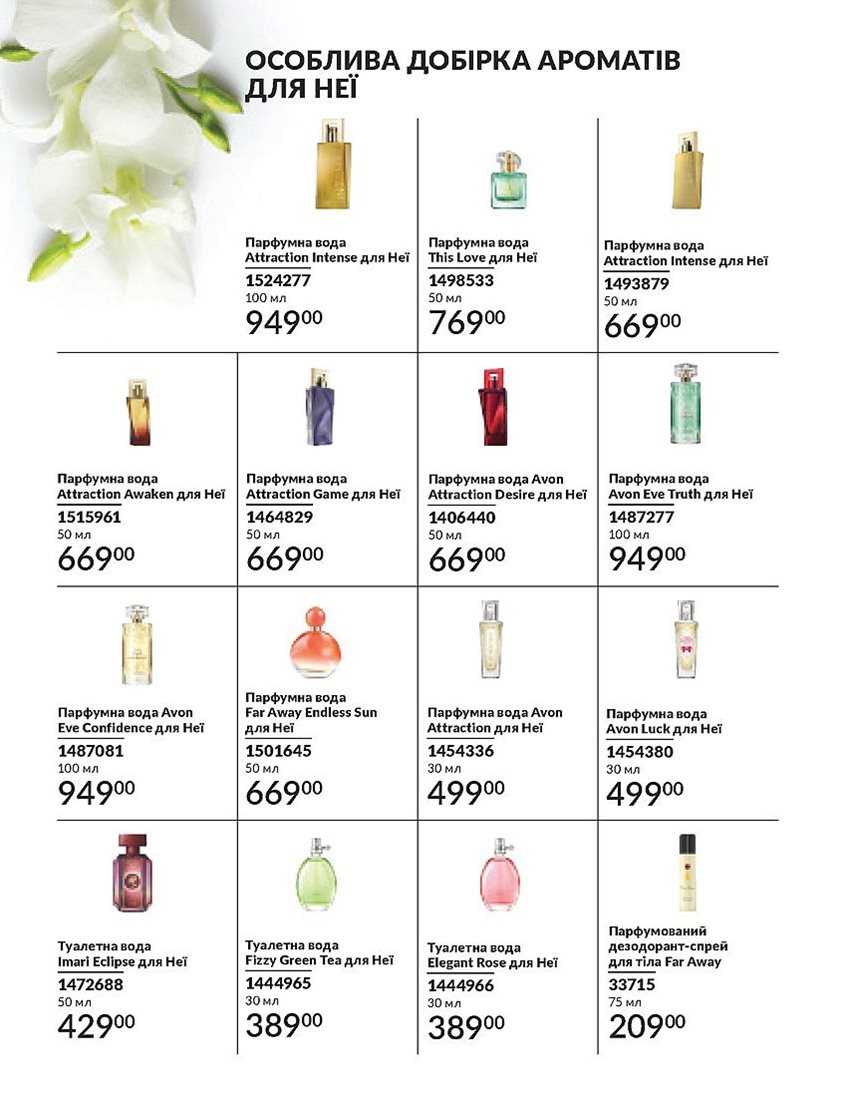 ОСОБЛИВА ДОБІРКА АРОМАТІВ
ДЛЯ НЕЇ
Парфумна вода
Attraction Intense для Неї
1524277
100 мл
949⁰⁰
Парфумна вода
This Love для Неї
1498533
50 мл
769⁰⁰
Парфумна вода
Attraction Intense для Неї
1493879
50 мл
669⁰⁰
Парфумна вода
Attraction Awaken для Неї
1515961
50 мл
669⁰⁰
Парфумна вода
Attraction Game для Неї
1464829
50 мл
669⁰⁰
Парфумна вода Avon
Attraction Desire для Неї
1406440
50 мл
669⁰⁰
Парфумна вода
Avon Eve Truth для Неї
1487277
100 мл
949⁰⁰
Парфумна вода Avon
Eve Confidence для Неї
1487081
100 мл
949⁰⁰
Парфумна вода
Far Away Endless Sun
для Неї
1501645
50 мл
669⁰⁰
Парфумна вода Avon
Attraction для Неї
1454336
30 мл
499⁰⁰
Парфумна вода
Avon Luck для Неї
1454380
30 мл
499⁰⁰
Туалетна вода
Imari Eclipse для Неї
1472688
50 мл
429⁰⁰
Туалетна вода
Fizzy Green Tea для Неї
1444965
30 мл
389⁰⁰
Туалетна вода
Elegant Rose для Неї
1444966
30 мл
389⁰⁰
Парфумований
дезодорант-спрей
для тіла Far Away
33715
75 мл
209⁰⁰